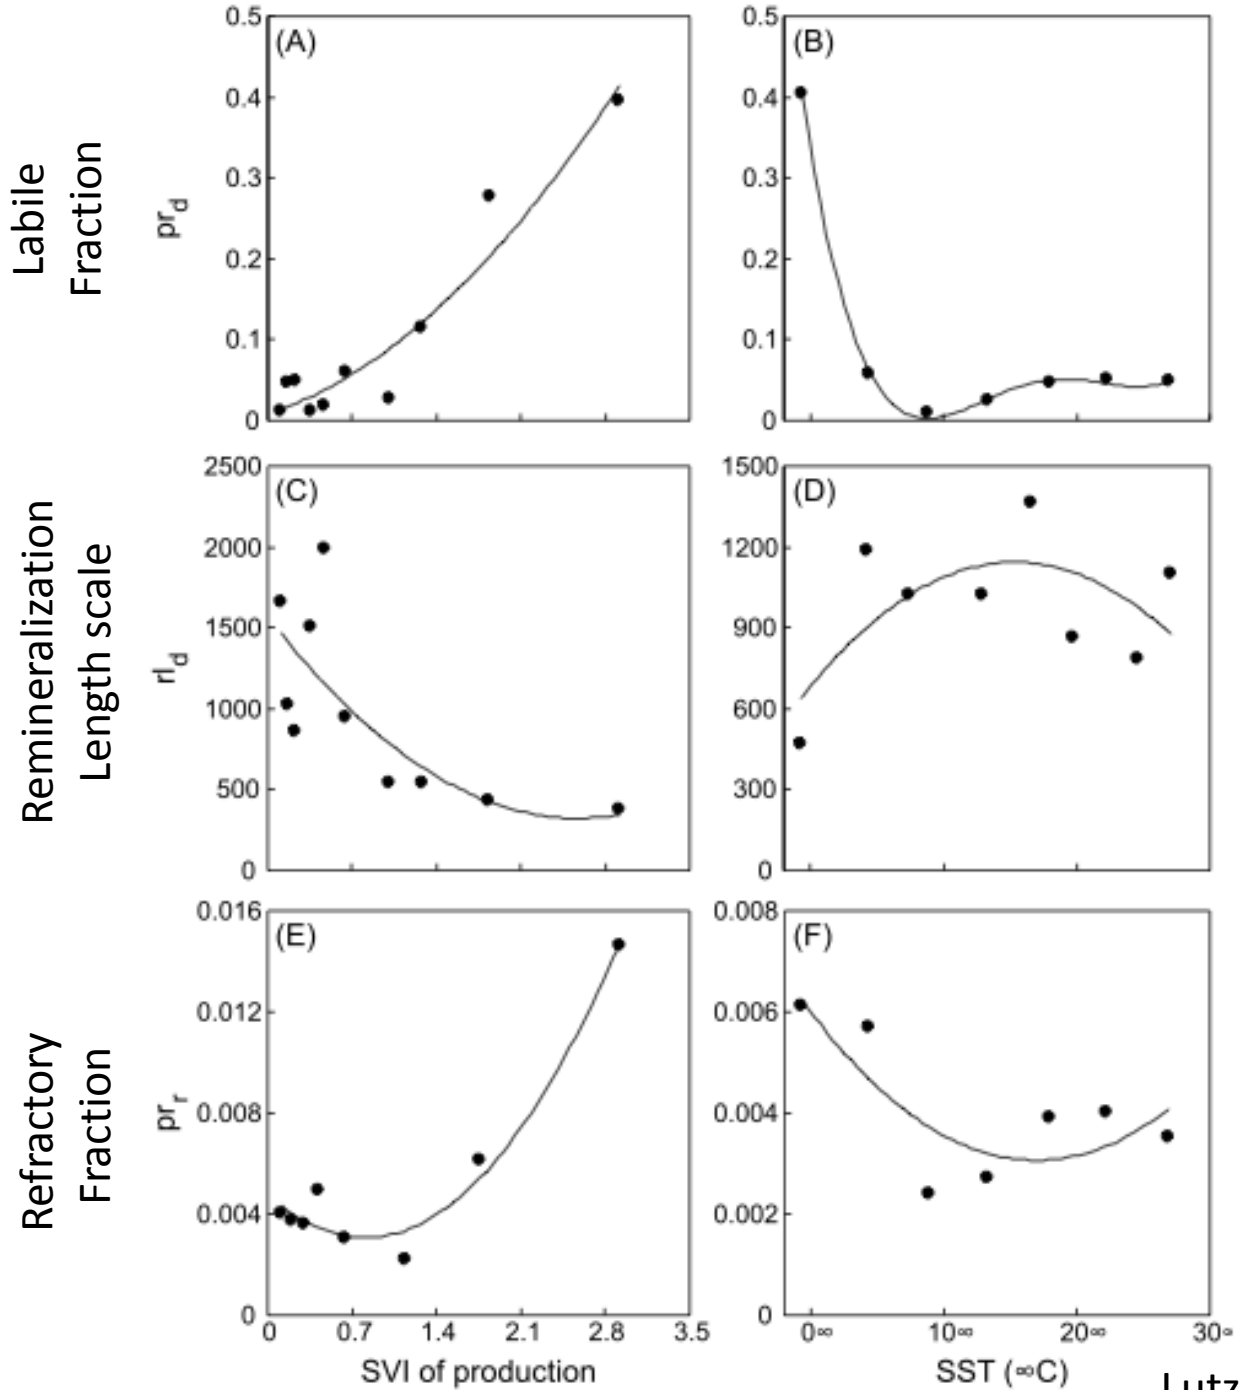 Labile
Fraction
pr_d
0.5
0.4
0.3
0.2
0.1
0
(A)
0.5
0.4
0.3
0.2
0.1
0
(B)
Remineralization
Length scale
rl_d
2500
2000
1500
1000
500
0
(C)
1500
1200
900
600
300
0
(D)
Refractory
Fraction
pr_r
0.016
0.012
0.008
0.004
0
(E)
0.008
0.006
0.004
0.002
0
(F)
0 0.7 1.4 2.1 2.8 3.5
0∞ 10∞ 20∞ 30∞
SVI of production
SST (∞C)
Lutz